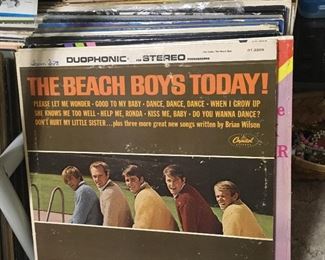 DUOPHONIC FOR STEREO PHONOGRAPHS
DT 2269
THE BEACH BOYS TODAY!
PLEASE LET ME WONDER - GOOD TO MY BABY - DANCE, DANCE, DANCE - WHEN I GROW UP
SHE KNOWS ME TOO WELL - HELP ME, RONDA - KISS ME, BABY - DO YOU WANNA DANCE?
DON'T HURT MY LITTLE SISTER...plus three more great new songs written by Brian Wilson
Capitol
e
R